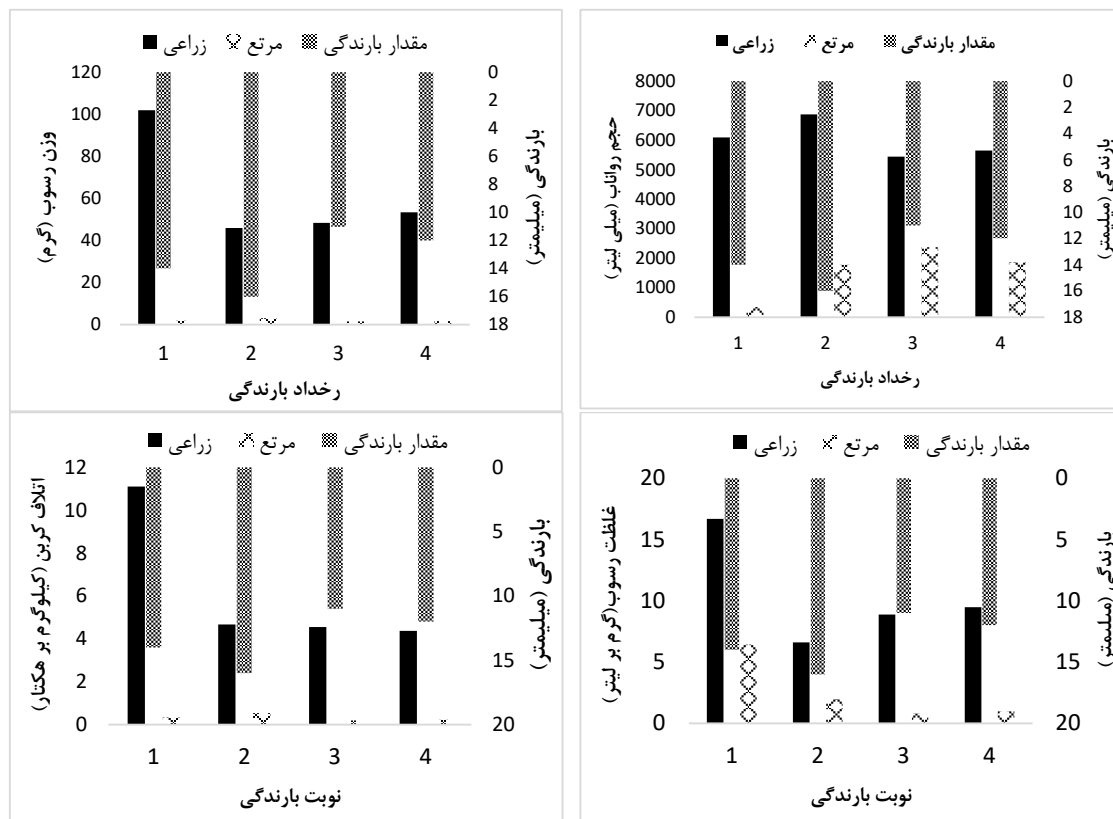 زراعی مرتع مقدار بارندگی
وزن رسوب (گرم)
120
100
80
60
40
20
0
بارندگی (میلیمتر)
0
2
4
6
8
10
12
14
16
18
1 2 3 4
رخداد بارندگی
زراعی مرتع مقدار بارندگی
حجم رواناب (میلی لیتر)
8000
7000
6000
5000
4000
3000
2000
1000
0
بارندگی (میلیمتر)
0
2
4
6
8
10
12
14
16
18
1 2 3 4
رخداد بارندگی
زراعی مرتع مقدار بارندگی
اتلاف کربن (کیلوگرم بر هکتار)
12
10
8
6
4
2
0
بارندگی (میلیمتر)
0
5
10
15
20
1 2 3 4
نوبت بارندگی
زراعی مرتع مقدار بارندگی
غلظت رسوب(گرم بر لیتر)
20
15
10
5
0
بارندگی (میلیمتر)
0
5
10
15
20
1 2 3 4
نوبت بارندگی